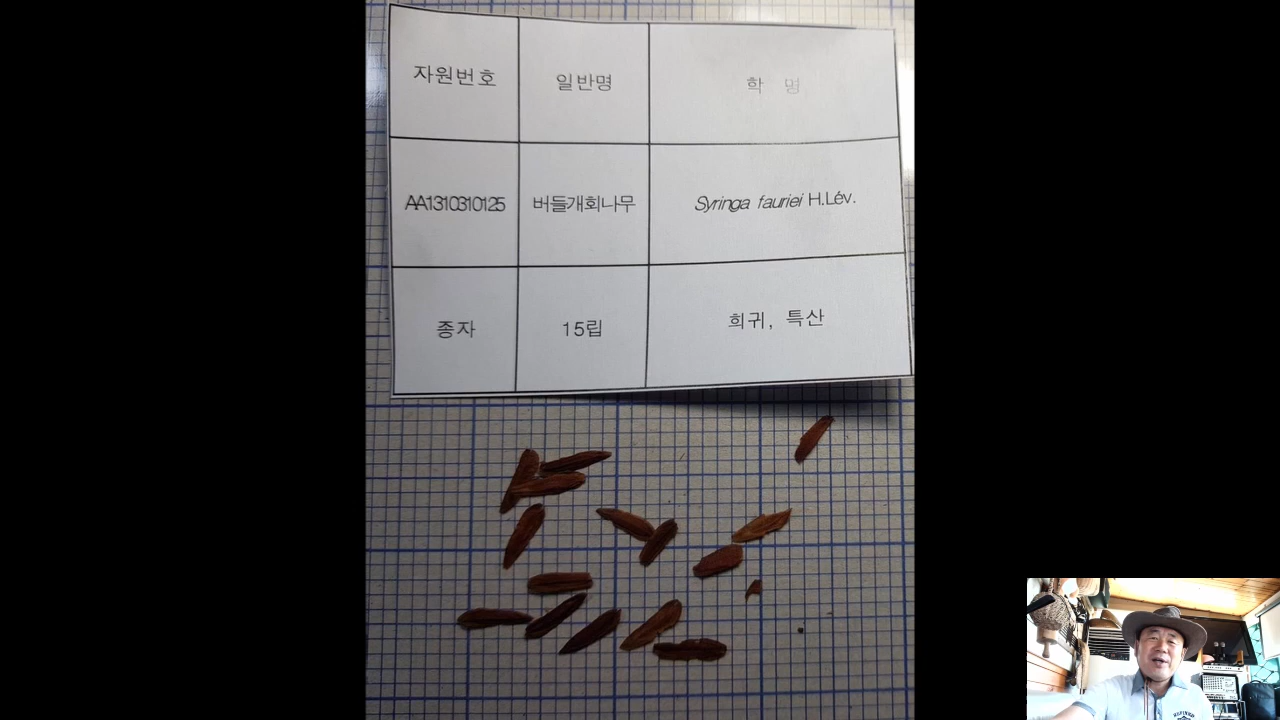 자원번호 일반명 학 명
AA1310310125 버들개회나무 Syringa fauriei H.Lév.
종자 15립 희귀, 특산